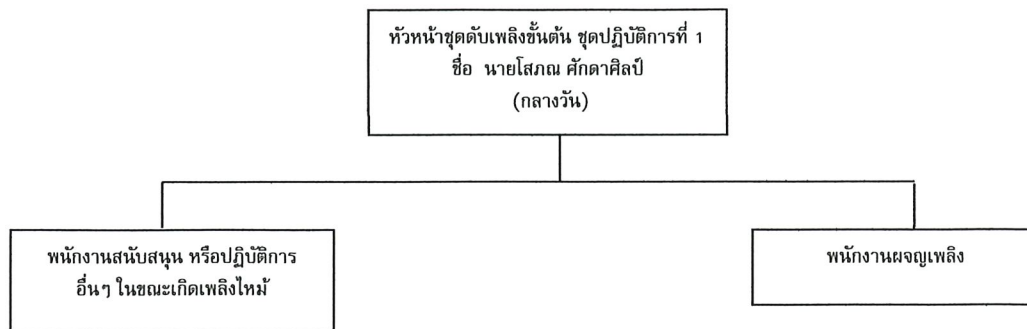 หัวหน้าชุดดับเพลิงขั้นต้น ชุดปฏิบัติการที่ 1
ชื่อ นายโสภณ ศักดาศิลป์
(กลางวัน)
พนักงานสนับสนุน หรือปฏิบัติการ
อื่นๆ ในขณะเกิดเพลิงไหม้
พนักงานผจญเพลิง